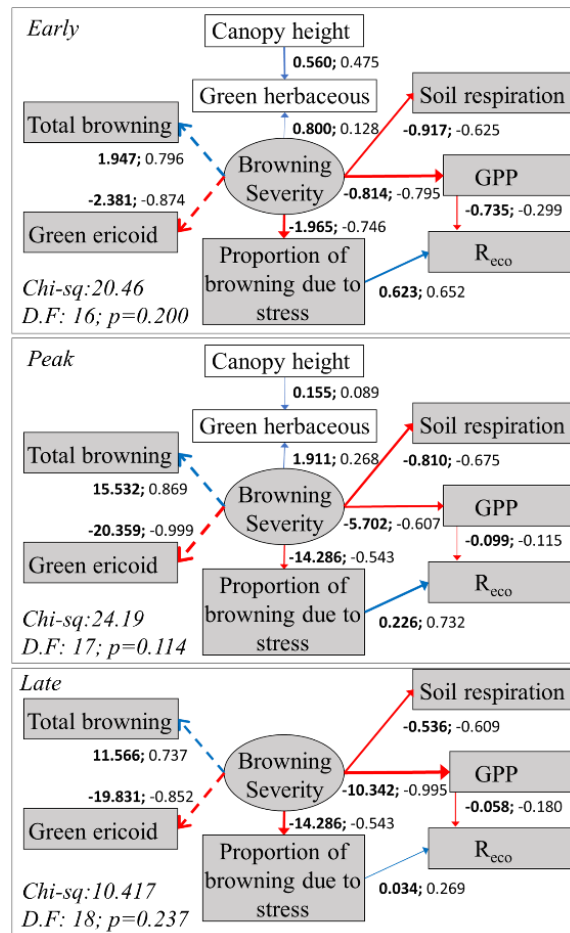 Early
Canopy height
0.560; 0.475
Green herbaceous
Soil respiration
Total browning
0.800; 0.128
-0.917; -0.625
1.947; 0.796
Browning
Severity
GPP
-0.814; -0.795
-2.381; -0.874
-0.735; -0.299
Green ericoid
-1.965; -0.746
Proportion of
browning due to
stress
Reco
0.623; 0.652
Chi-sq:20.46
D.F: 16; p=0.200
Peak
Canopy height
0.155; 0.089
Green herbaceous
Soil respiration
Total browning
1.911; 0.268
-0.810; -0.675
15.532; 0.869
Browning
Severity
GPP
-5.702; -0.607
-20.359; -0.999
-0.099; -0.115
Green ericoid
-14.286; -0.543
Proportion of
browning due to
stress
Reco
0.226; 0.732
Chi-sq:24.19
D.F: 17; p=0.114
Late
Soil respiration
Total browning
-0.536; -0.609
11.566; 0.737
Browning
Severity
GPP
-10.342; -0.995
-19.831; -0.852
-0.058; -0.180
Green ericoid
-14.286; -0.543
Proportion of
browning due to
stress
Reco
0.034; 0.269
Chi-sq:10.417
D.F: 18; p=0.237